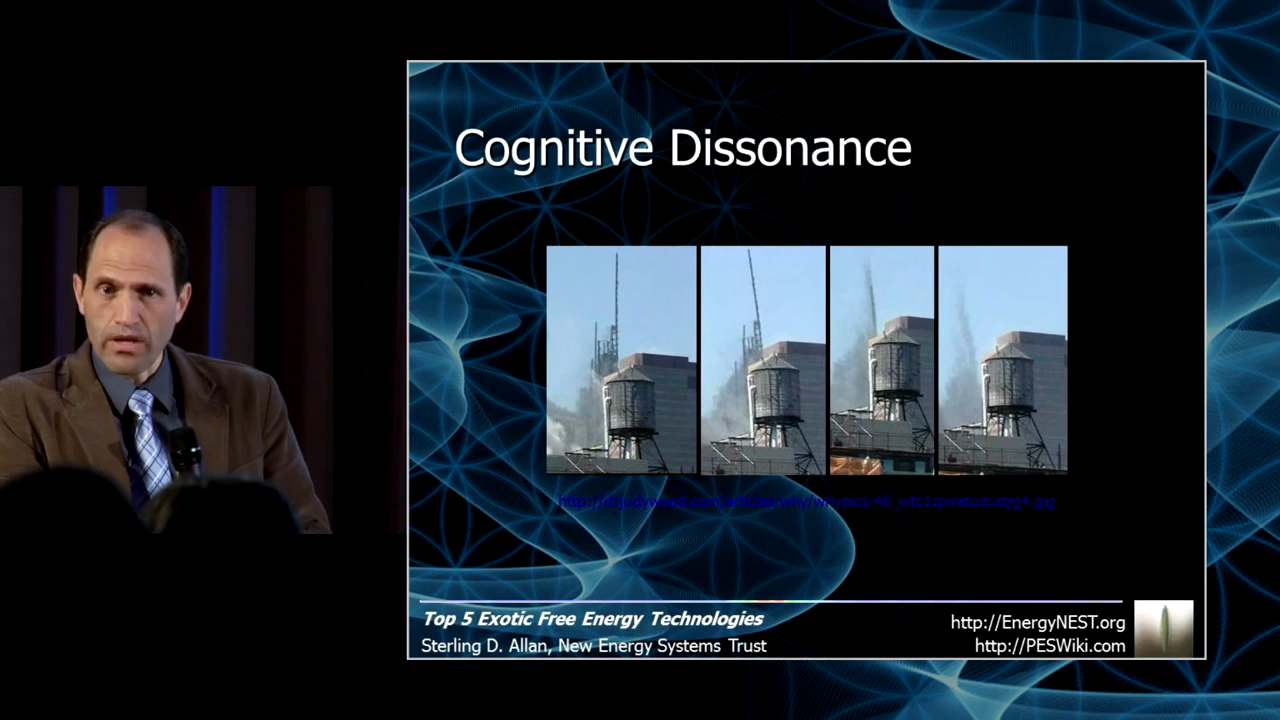 Cognitive Dissonance
Top 5 Exotic Free Energy Technologies
Sterling D. Allan, New Energy Systems Trust
http://EnergyNEST.org
http://PESWiki.com